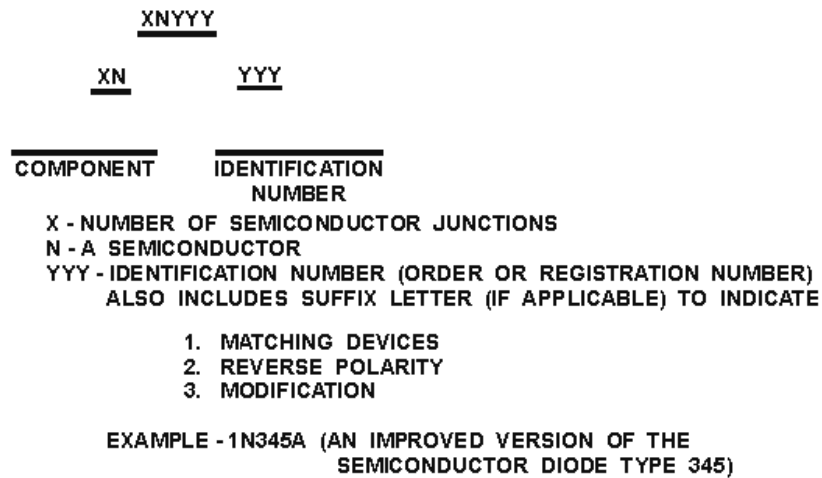 XNYYY
XN YYY
COMPONENT IDENTIFICATION
NUMBER
X - NUMBER OF SEMICONDUCTOR JUNCTIONS
N - A SEMICONDUCTOR
YYY - IDENTIFICATION NUMBER (ORDER OR REGISTRATION NUMBER)
ALSO INCLUDES SUFFIX LETTER (IF APPLICABLE) TO INDICATE
1. MATCHING DEVICES
2. REVERSE POLARITY
3. MODIFICATION
EXAMPLE - 1N345A (AN IMPROVED VERSION OF THE
SEMICONDUCTOR DIODE TYPE 345)